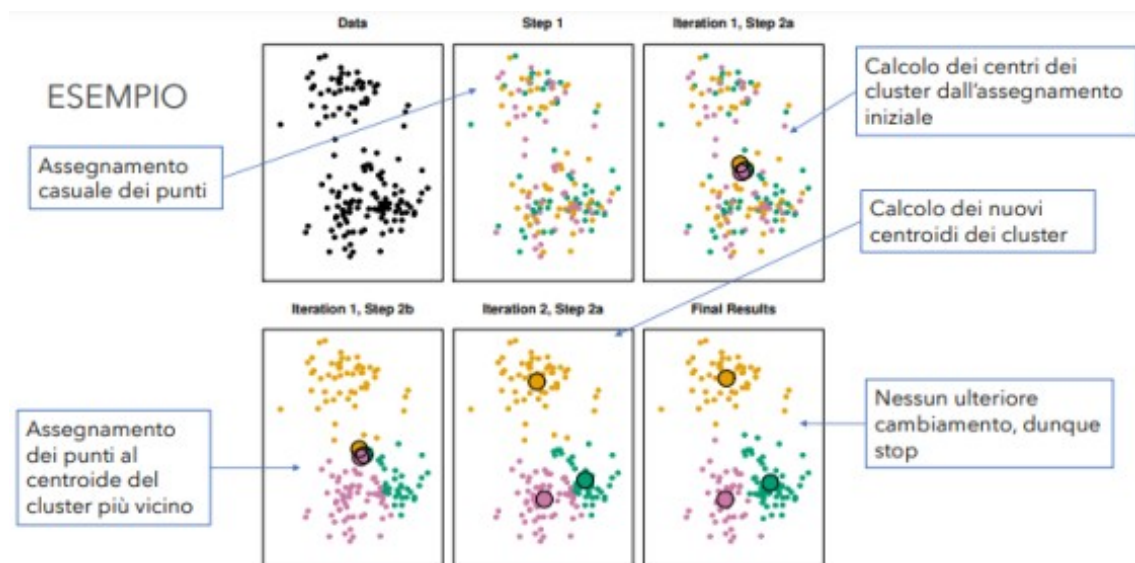 Data
Step 1
Iteration 1, Step 2a
ESEMPIO
Calcolo dei centri dei
cluster dall'assegnamento
iniziale
Assegnamento
casuale dei punti
Calcolo dei nuovi
centroidi dei cluster
Iteration 1, Step 2b
Iteration 2, Step 2a
Final Results
Assegnamento
dei punti al
centroide del
cluster più vicino
Nessun ulteriore
cambiamento, dunque
stop